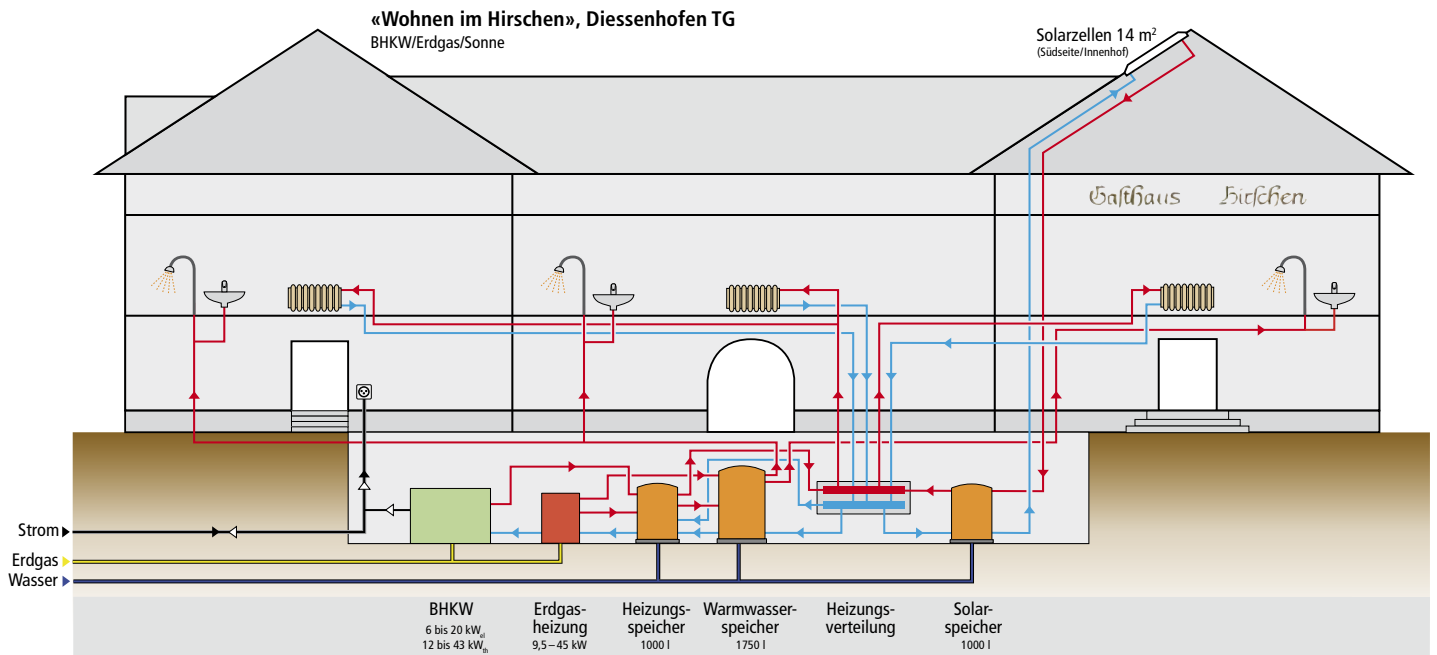 «Wohnen im Hirschen», Diessenhofen TG
BHKW/Erdgas/Sonne
Solarzellen 14 m²
(Südseite/Innenhof)
Gasthaus Hirschen
Strom
Erdgas
Wasser
BHKW
6 bis 20 kWel
12 bis 43 kWth
Erdgas-
heizung
9,5–45 kW
Heizungs-
speicher
1000 l
Warmwasser-
speicher
1750 l
Heizungs-
verteilung
Solar-
speicher
1000 l